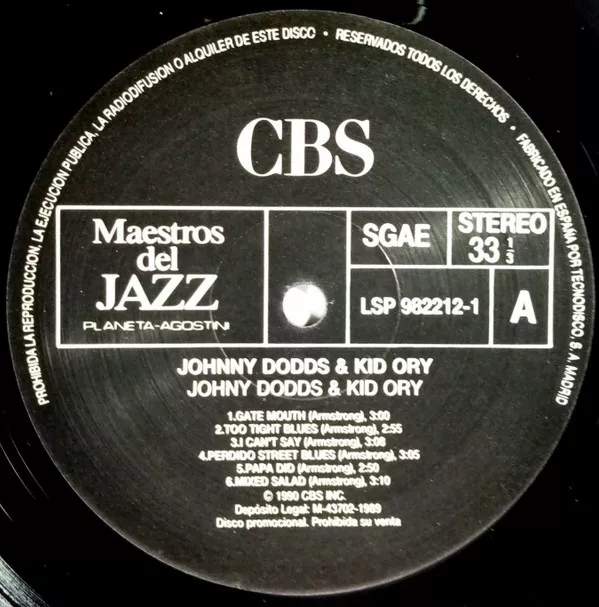 PROHIBIDA LA REPRODUCCION, LA EJECUCION PUBLICA, LA RADIODIFUSION O ALQUILER DE ESTE DISCO • RESERVADOS TODOS LOS DERECHOS • FABRICADO EN ESPAÑA POR TECNODISCO, S. A. MADRID
CBS
Maestros
del
JAZZ
PLANETA-AGOSTINI
SGAE
STEREO
33 1/3
LSP 982212-1
A
JOHNNY DODDS & KID ORY
JOHNY DODDS & KID ORY
1.GATE MOUTH (Armstrong), 3:00
2.TOO TIGHT BLUES (Armstrong), 2:55
3.I CAN'T SAY (Armstrong), 3:08
4.PERDIDO STREET BLUES (Armstrong), 3:05
5.PAPA DID (Armstrong), 2:50
6.MIXED SALAD (Armstrong), 3:10
© 1990 CBS INC.
Depósito Legal: M-43702-1989
Disco promocional. Prohibida su venta